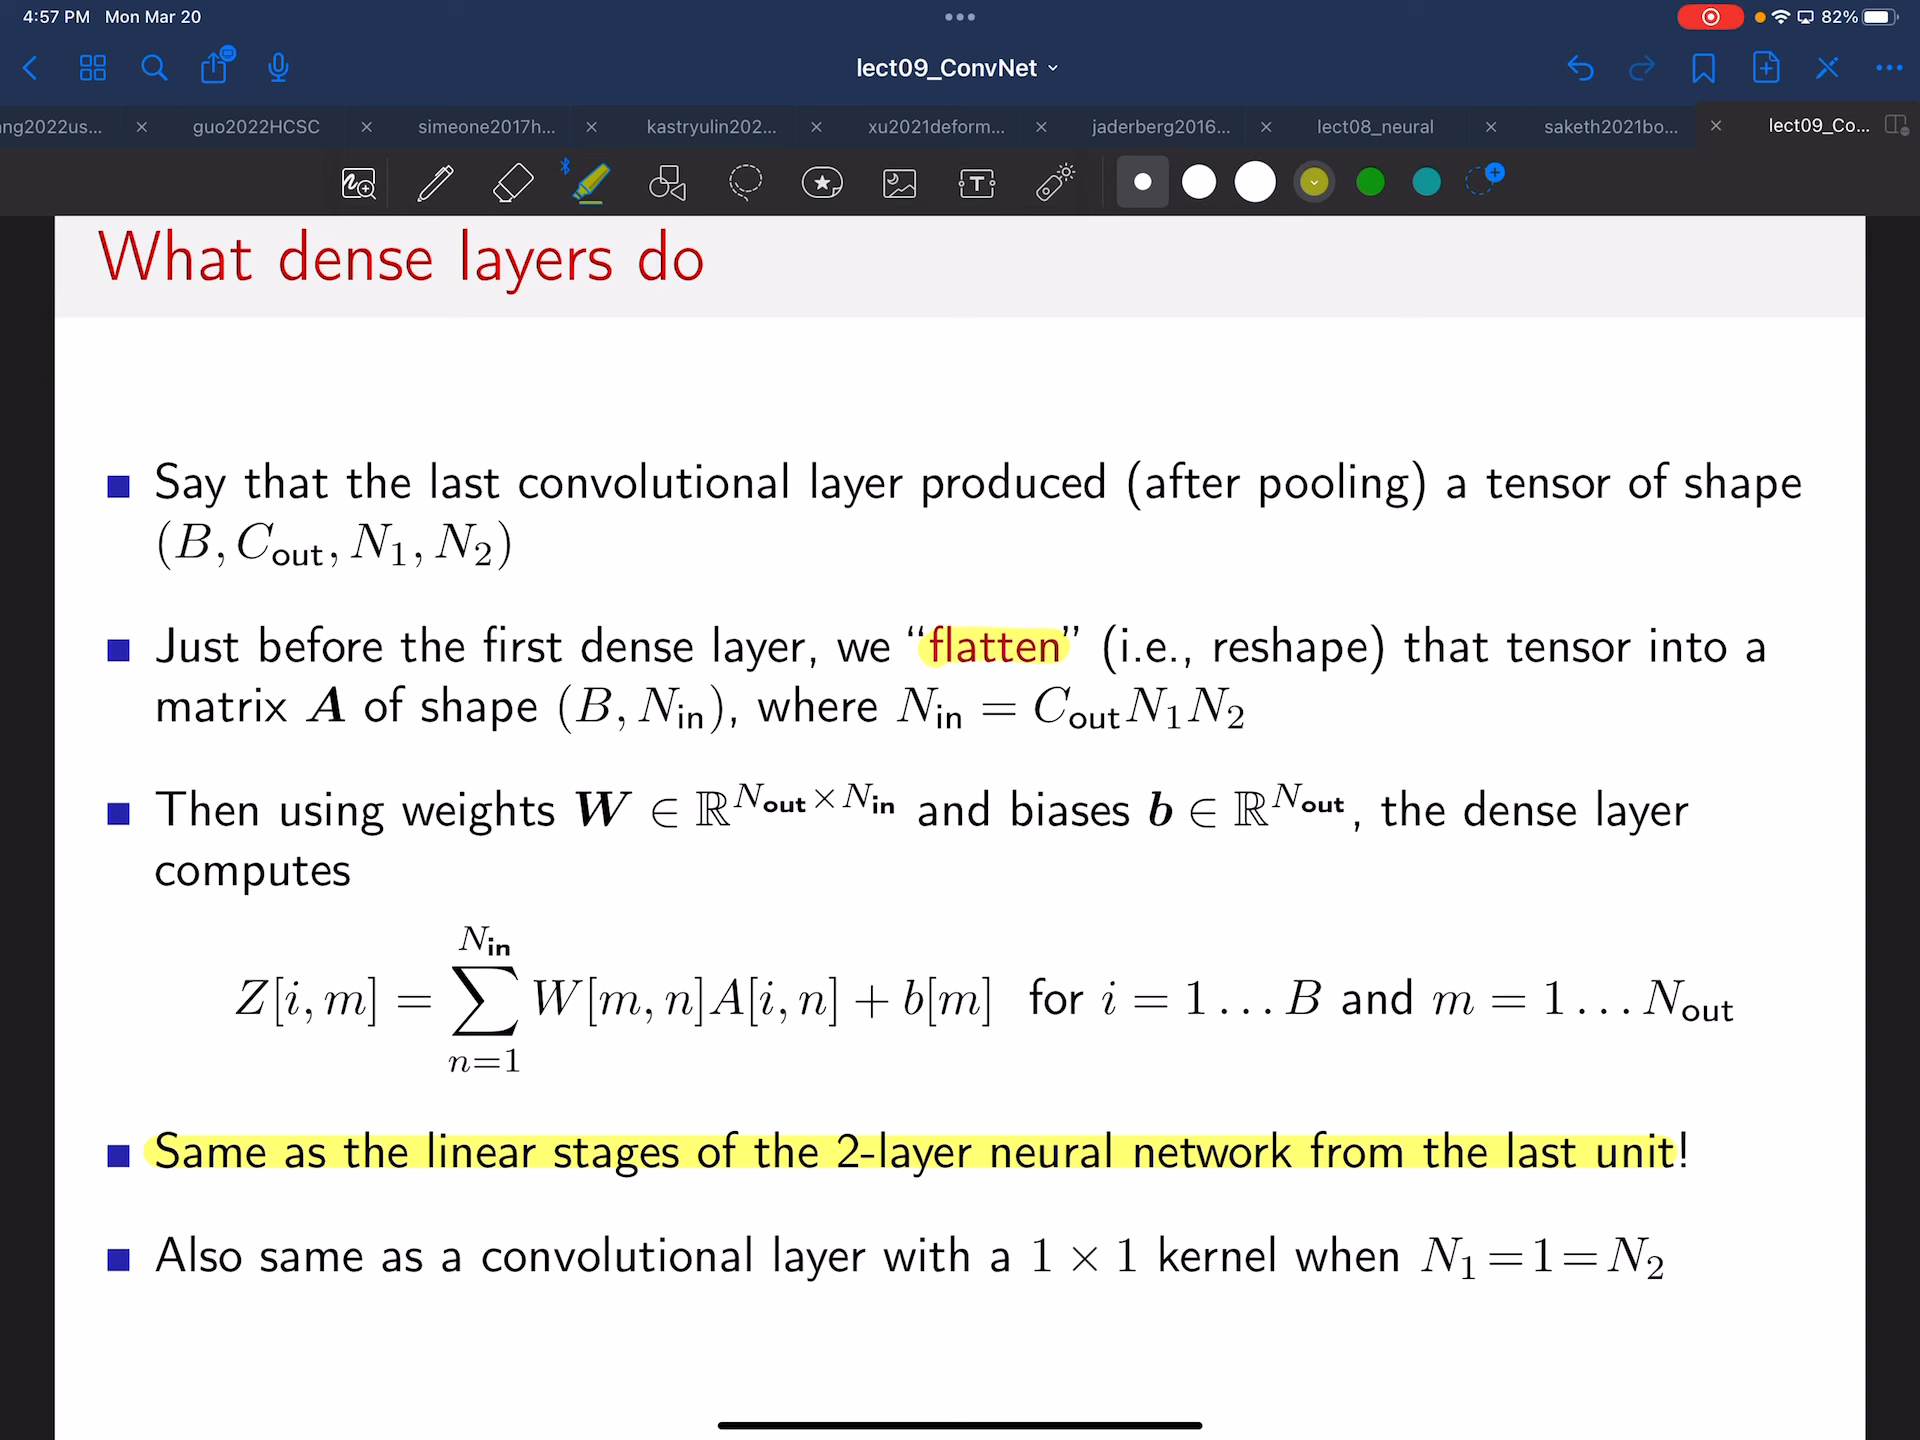 4:57 PM Mon Mar 20
82%
lect09_ConvNet
ang2022us...
guo2022HCSC
simeone2017h...
kastryulin202...
xu2021deform...
jaderberg2016...
lect08_neural
saketh2021bo...
lect09_Co...
What dense layers do
Say that the last convolutional layer produced (after pooling) a tensor of shape
(B, C_out, N_1, N_2)
Just before the first dense layer, we “flatten” (i.e., reshape) that tensor into a
matrix A of shape (B, N_in), where N_in = C_out N_1 N_2
Then using weights W ∈ ℝ^{N_out × N_in} and biases b ∈ ℝ^{N_out}, the dense layer
computes
Z[i, m] = ∑_{n=1}^{N_in} W[m, n]A[i, n] + b[m] for i = 1 … B and m = 1 … N_out
Same as the linear stages of the 2-layer neural network from the last unit!
Also same as a convolutional layer with a 1 × 1 kernel when N_1 = 1 = N_2